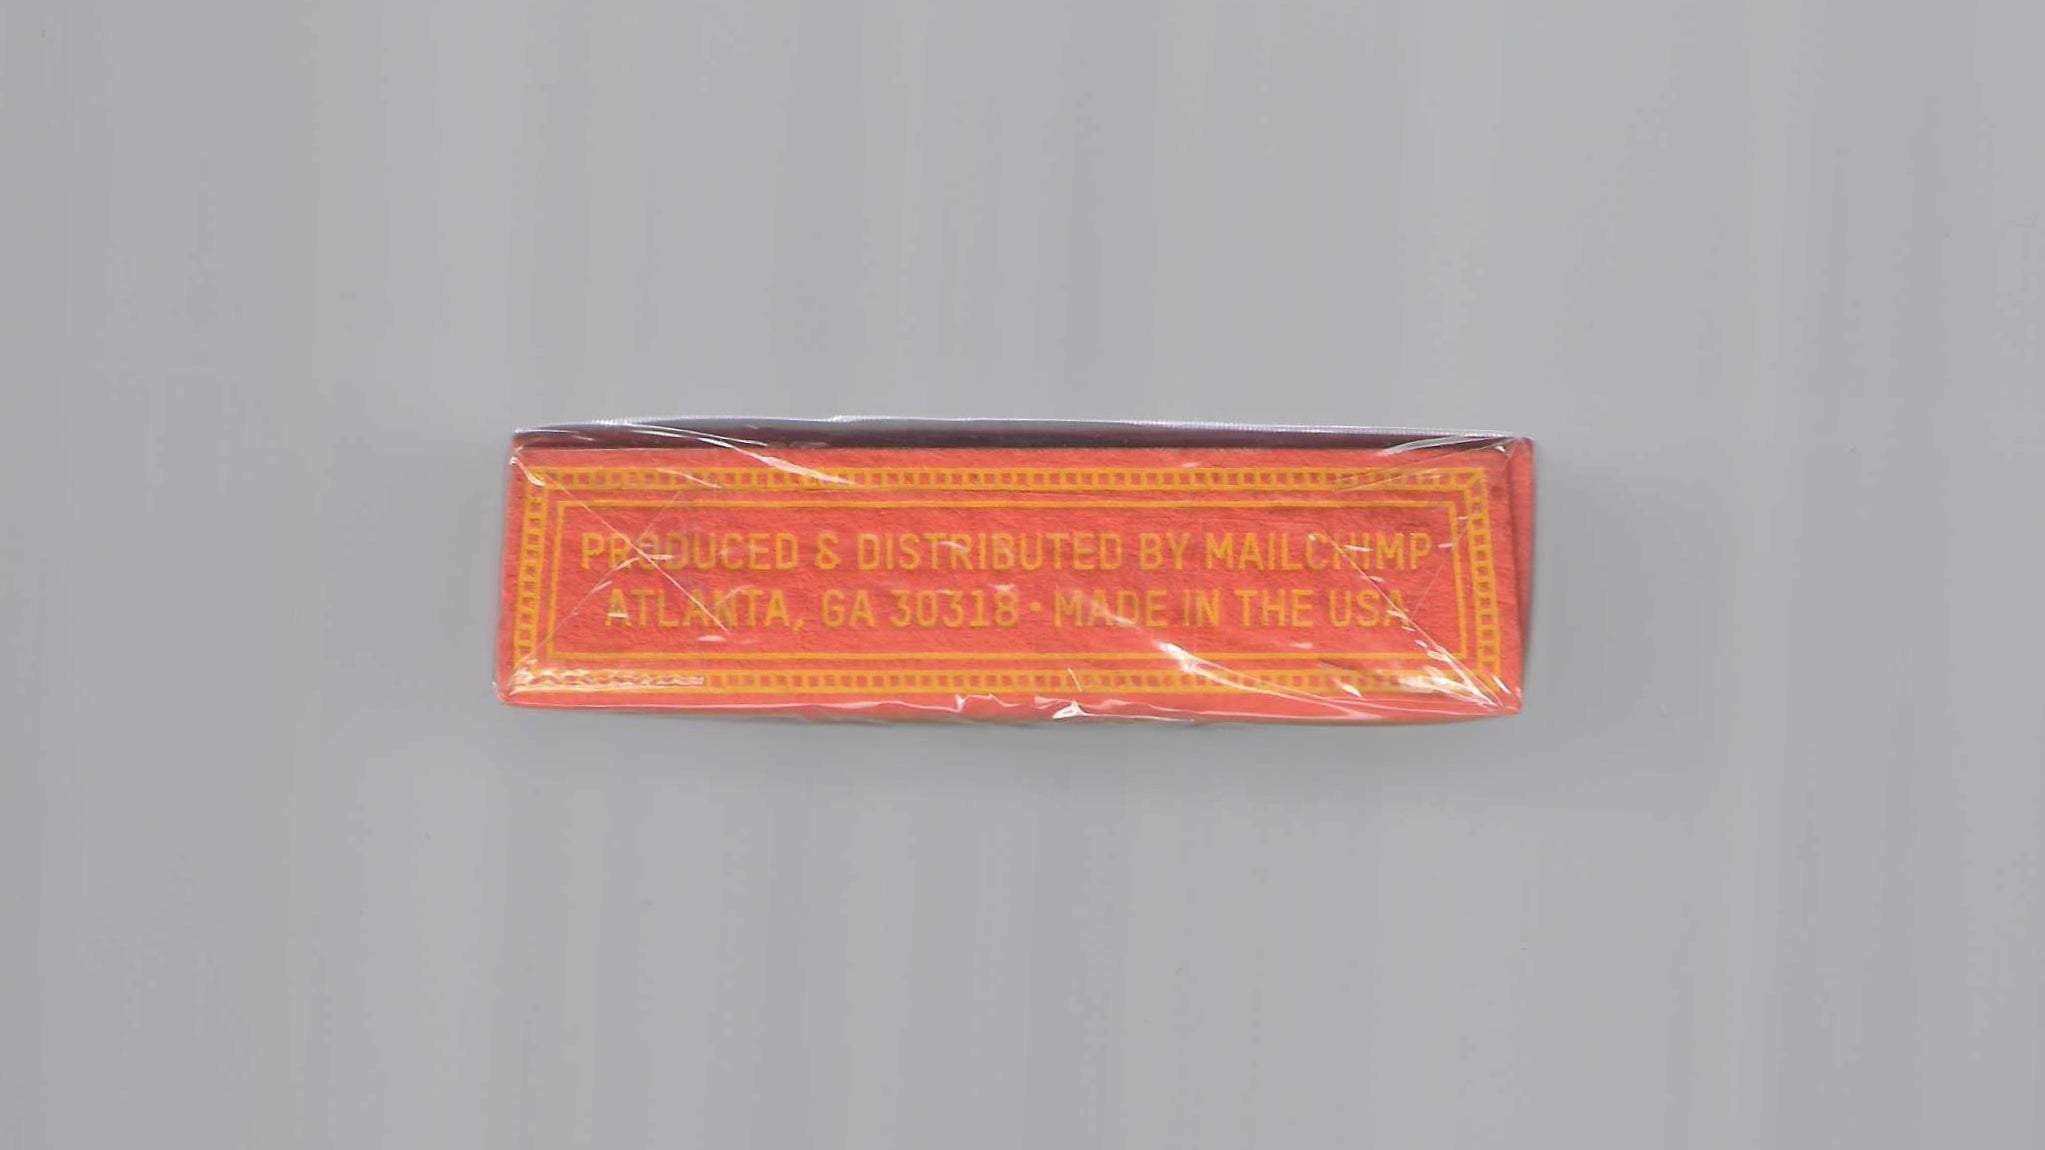 PRODUCED & DISTRIBUTED BY MAILCHIMP
ATLANTA, GA 30318 • MADE IN THE USA